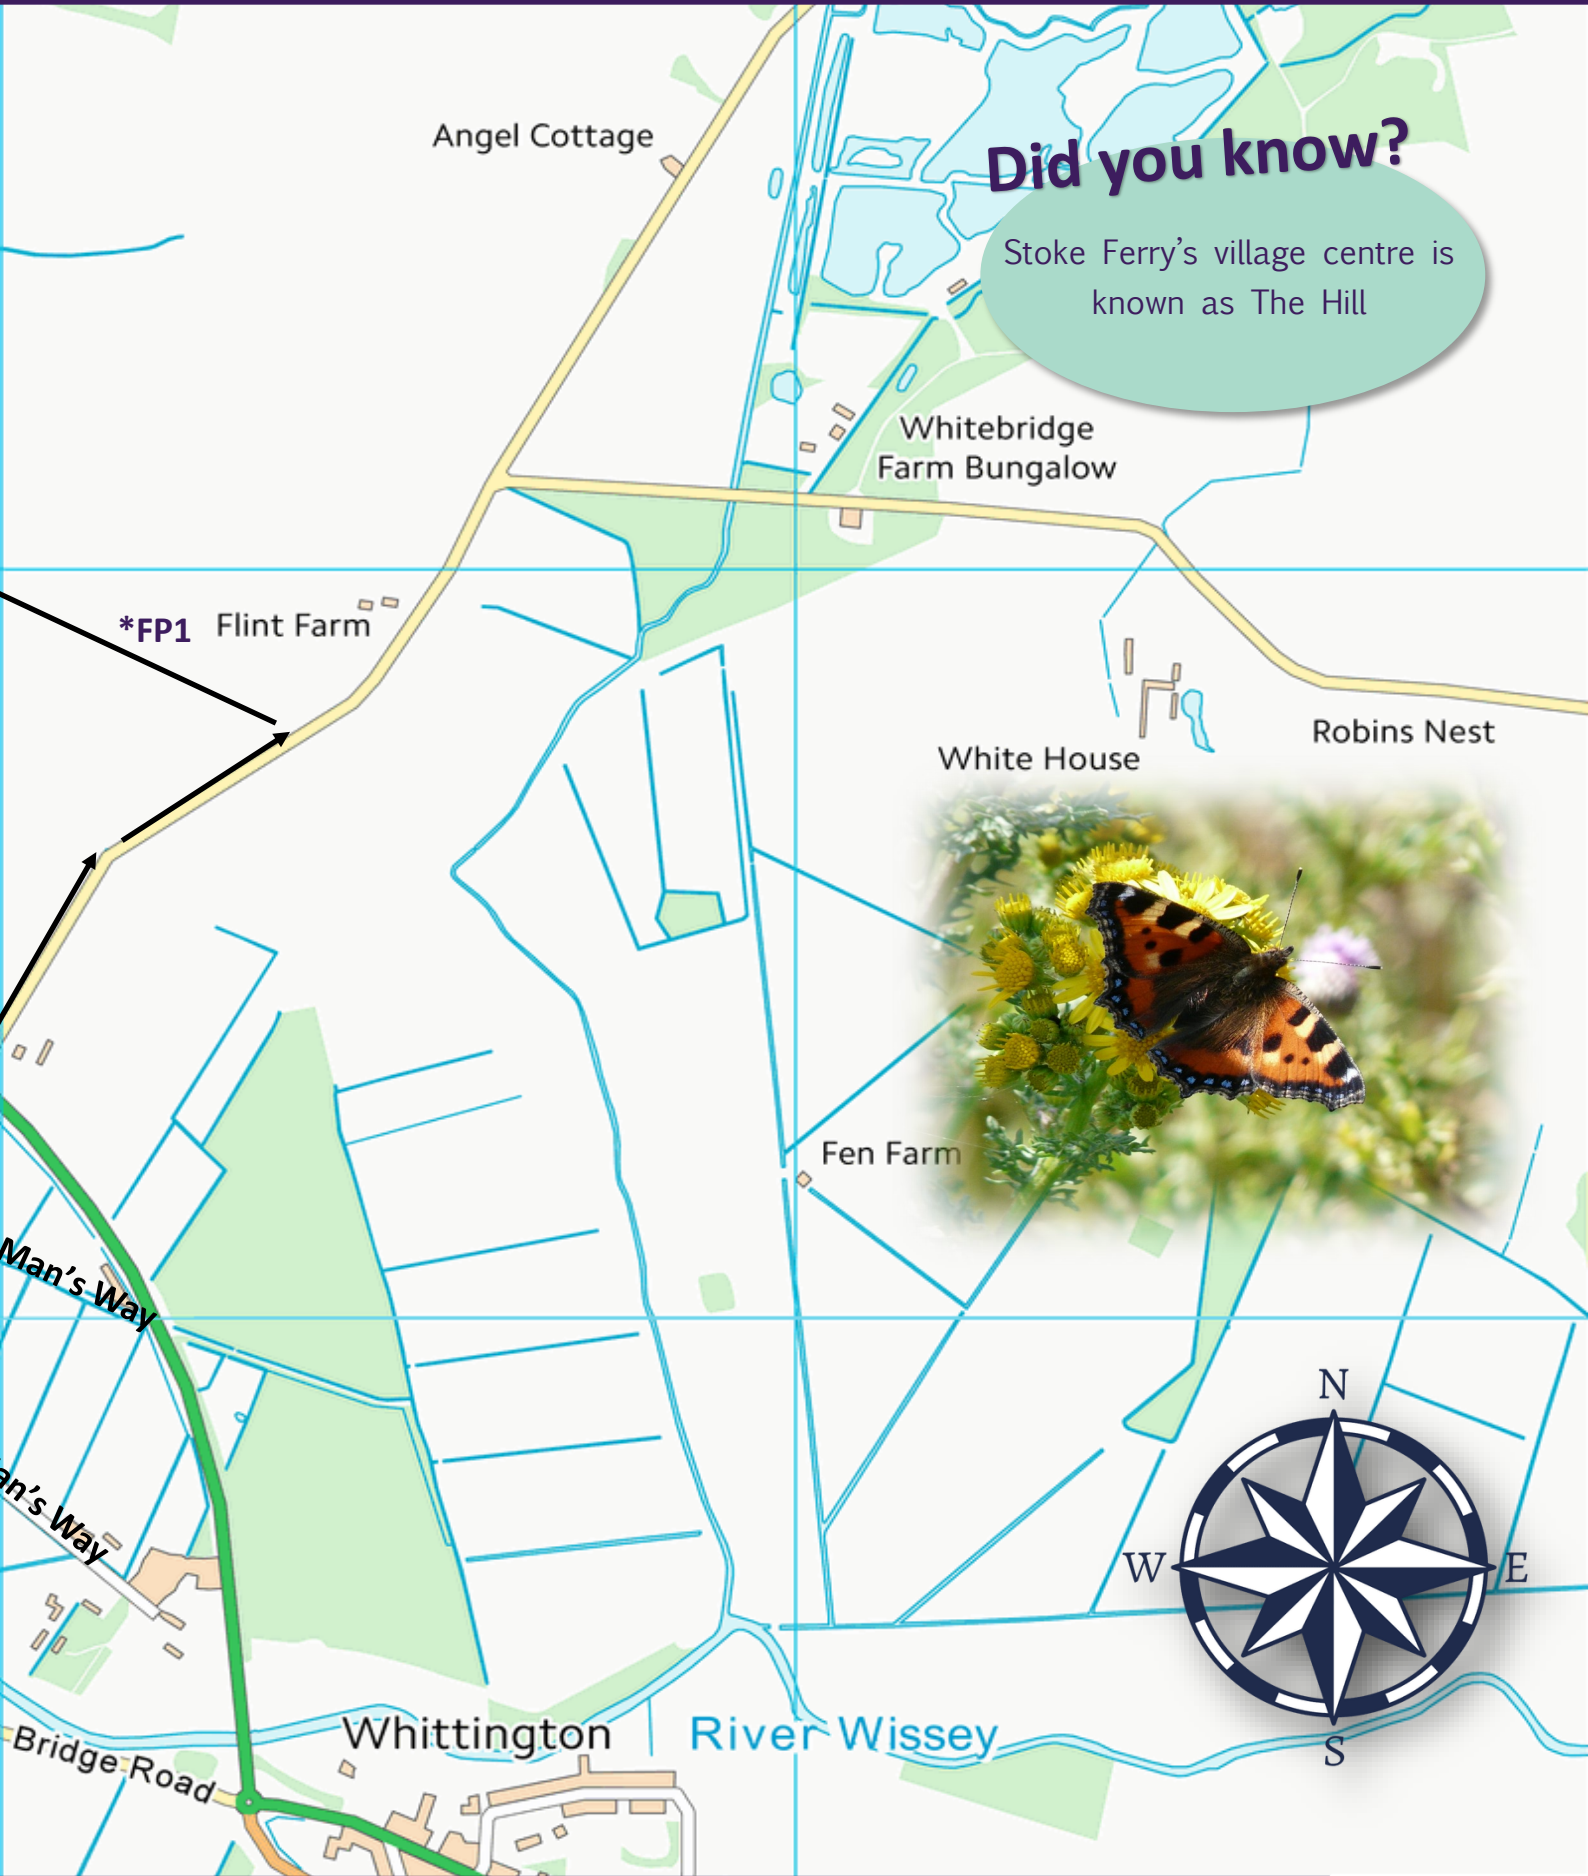 Angel Cottage
Did you know?
Stoke Ferry's village centre is
known as The Hill
Whitebridge
Farm Bungalow
*FP1
Flint Farm
Robins Nest
White House
Fen Farm
Man's Way
an's Way
N
W
E
S
Whittington
River Wissey
Bridge Road